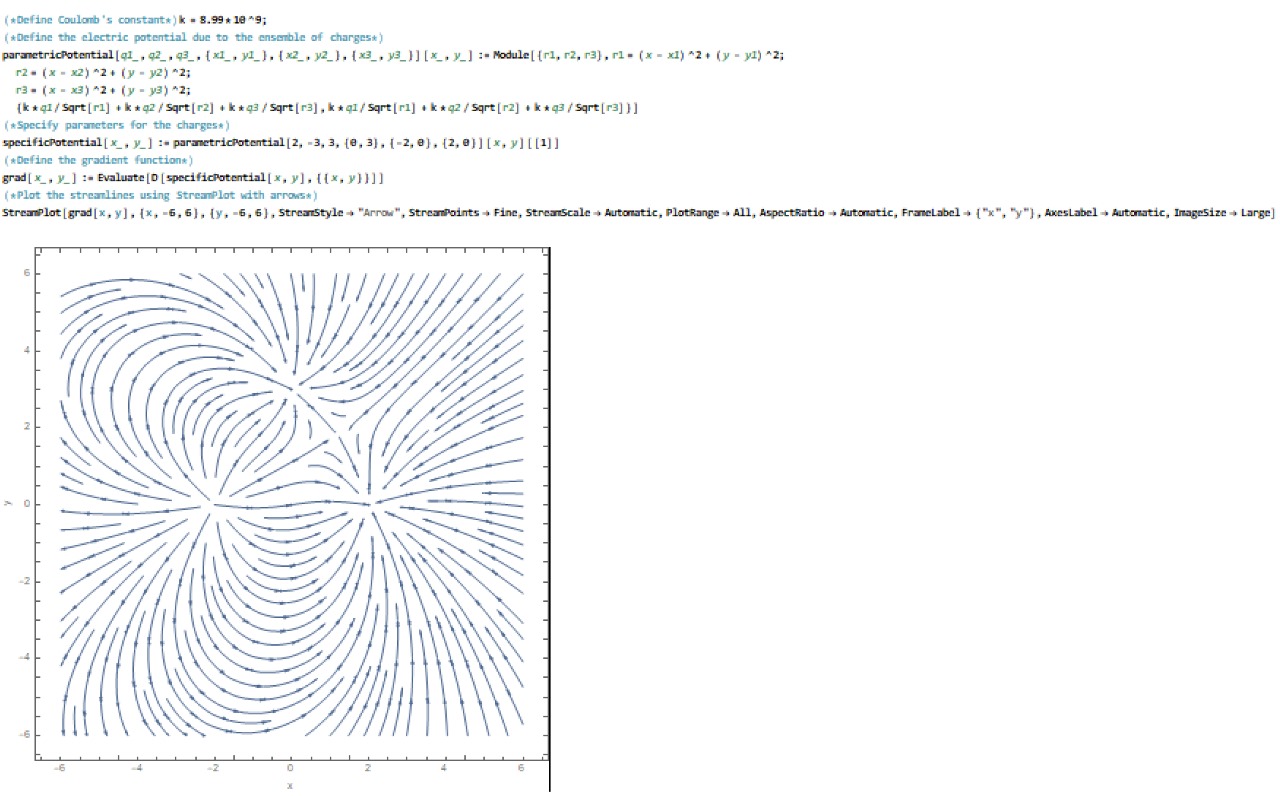 (*Define Coulomb's constant*)k = 8.99*10^9;
(*Define the electric potential due to the ensemble of charges*)
parametricPotential[q1_, q2_, q3_, {x1_, y1_}, {x2_, y2_}, {x3_, y3_}][x_, y_] := Module[{r1, r2, r3}, r1 = (x - x1)^2 + (y - y1)^2;
r2 = (x - x2)^2 + (y - y2)^2;
r3 = (x - x3)^2 + (y - y3)^2;
{k*q1/Sqrt[r1] + k*q2/Sqrt[r2] + k*q3/Sqrt[r3], k*q1/Sqrt[r1] + k*q2/Sqrt[r2] + k*q3/Sqrt[r3]}]
(*Specify parameters for the charges*)
specificPotential[x_, y_] := parametricPotential[2, -3, 3, {0, 3}, {-2, 0}, {2, 0}][x, y][[1]]
(*Define the gradient function*)
grad[x_, y_] := Evaluate[D[specificPotential[x, y], {{x, y}}]]
(*Plot the streamlines using StreamPlot with arrows*)
StreamPlot[grad[x, y], {x, -6, 6}, {y, -6, 6}, StreamStyle → "Arrow", StreamPoints → Fine, StreamScale → Automatic, PlotRange → All, AspectRatio → Automatic, FrameLabel → {"x", "y"}, AxesLabel → Automatic, ImageSize → Large]
6
4
2
0
-2
-4
-6
y
-6 -4 -2 0 2 4 6
x